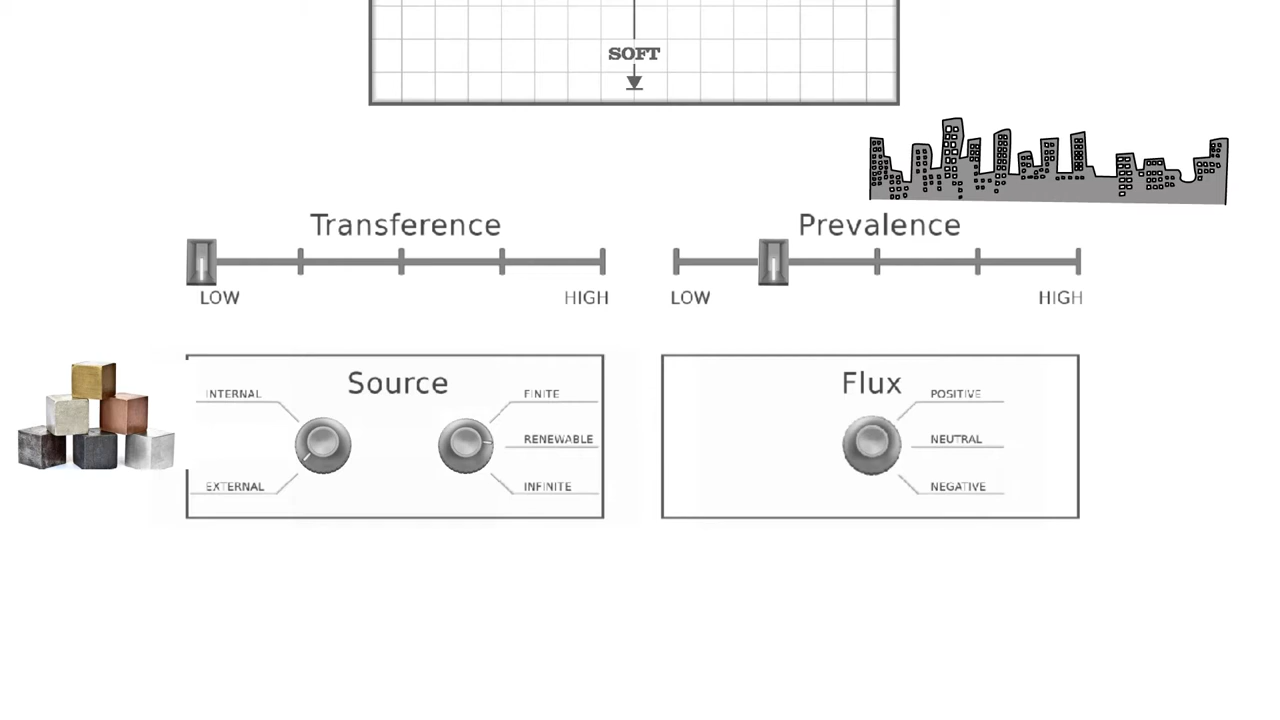 SOFT
Transference
Prevalence
LOW
HIGH
LOW
HIGH
Source
INTERNAL
EXTERNAL
FINITE
RENEWABLE
INFINITE
Flux
POSITIVE
NEUTRAL
NEGATIVE